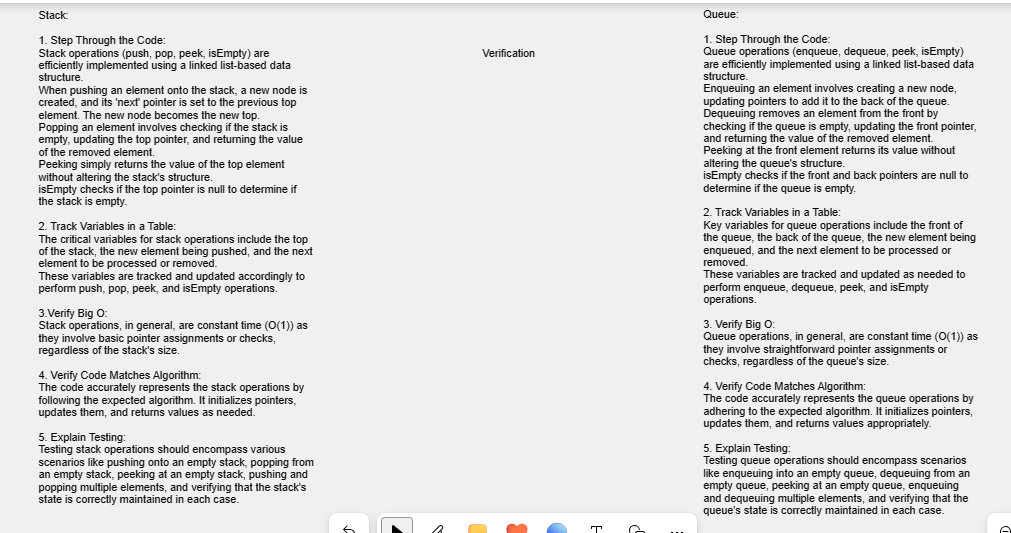 Stack:
1. Step Through the Code:
Stack operations (push, pop, peek, isEmpty) are
efficiently implemented using a linked list-based data
structure.
When pushing an element onto the stack, a new node is
created, and its 'next' pointer is set to the previous top
element. The new node becomes the new top.
Popping an element involves checking if the stack is
empty, updating the top pointer, and returning the value
of the removed element.
Peeking simply returns the value of the top element
without altering the stack's structure.
isEmpty checks if the top pointer is null to determine if
the stack is empty.
2. Track Variables in a Table:
The critical variables for stack operations include the top
of the stack, the new element being pushed, and the next
element to be processed or removed.
These variables are tracked and updated accordingly to
perform push, pop, peek, and isEmpty operations.
3.Verify Big O:
Stack operations, in general, are constant time (O(1)) as
they involve basic pointer assignments or checks,
regardless of the stack's size.
4. Verify Code Matches Algorithm:
The code accurately represents the stack operations by
following the expected algorithm. It initializes pointers,
updates them, and returns values as needed.
5. Explain Testing:
Testing stack operations should encompass various
scenarios like pushing onto an empty stack, popping from
an empty stack, peeking at an empty stack, pushing and
popping multiple elements, and verifying that the stack's
state is correctly maintained in each case.
Verification
Queue:
1. Step Through the Code:
Queue operations (enqueue, dequeue, peek, isEmpty)
are efficiently implemented using a linked list-based data
structure.
Enqueuing an element involves creating a new node,
updating pointers to add it to the back of the queue.
Dequeuing removes an element from the front by
checking if the queue is empty, updating the front pointer,
and returning the value of the removed element.
Peeking at the front element returns its value without
altering the queue's structure.
isEmpty checks if the front and back pointers are null to
determine if the queue is empty.
2. Track Variables in a Table:
Key variables for queue operations include the front of
the queue, the back of the queue, the new element being
enqueued, and the next element to be processed or
removed.
These variables are tracked and updated as needed to
perform enqueue, dequeue, peek, and isEmpty
operations.
3. Verify Big O:
Queue operations, in general, are constant time (O(1)) as
they involve straightforward pointer assignments or
checks, regardless of the queue's size.
4. Verify Code Matches Algorithm:
The code accurately represents the queue operations by
adhering to the expected algorithm. It initializes pointers,
updates them, and returns values appropriately.
5. Explain Testing:
Testing queue operations should encompass scenarios
like enqueuing into an empty queue, dequeuing from an
empty queue, peeking at an empty queue, enqueuing
and dequeuing multiple elements, and verifying that the
queue's state is correctly maintained in each case.